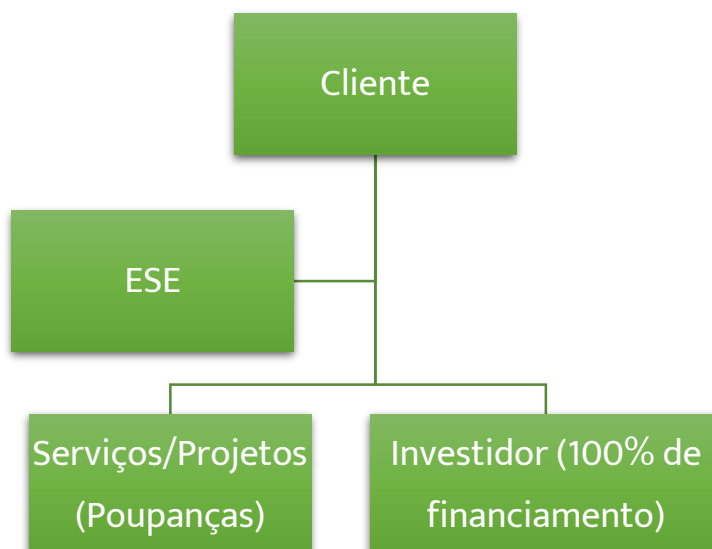 Cliente
ESE
Serviços/Projetos
(Poupanças)
Investidor (100% de
financiamento)